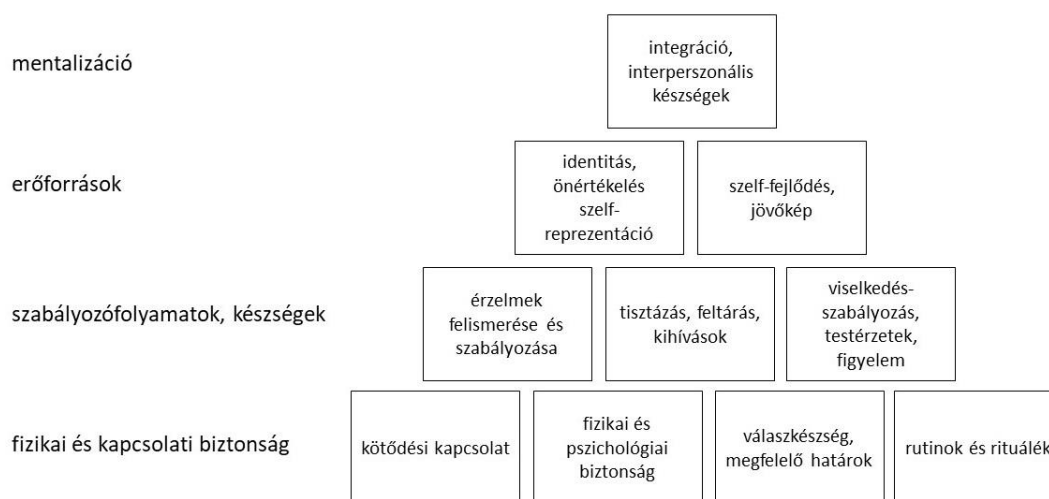 mentalizáció
integráció,
interperszonális
készségek
erőforrások
identitás,
önértékelés
szelf-
reprezentáció
szelf-fejlődés,
jövőkép
szabályozófolyamatok, készségek
érzelmek
felismerése és
szabályozása
tisztázás, feltárás,
kihívások
viselkedés-
szabályozás,
testérzetek,
figyelem
fizikai és kapcsolati biztonság
kötődési kapcsolat
fizikai és
pszichológiai
biztonság
válaszkészség,
megfelelő határok
rutinok és rituálék